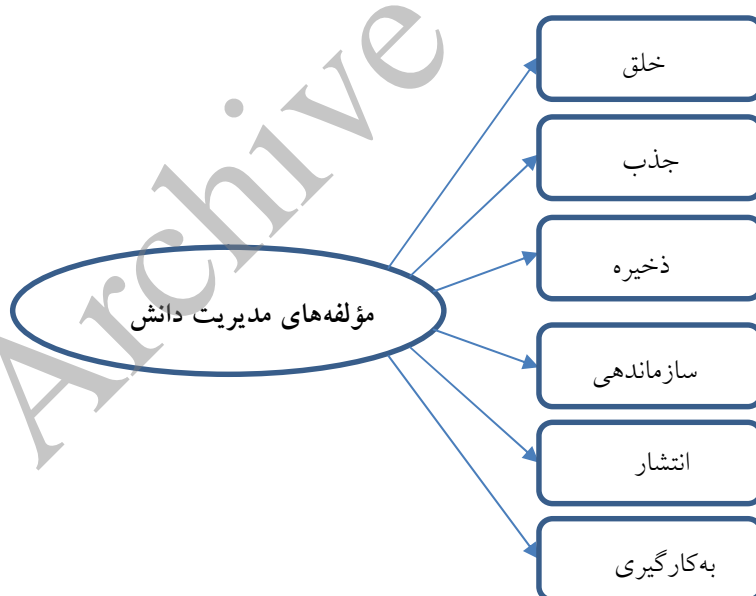 خلق
جذب
ذخیره
مؤلفه‌های مدیریت دانش
سازماندهی
انتشار
به‌کارگیری
Archive